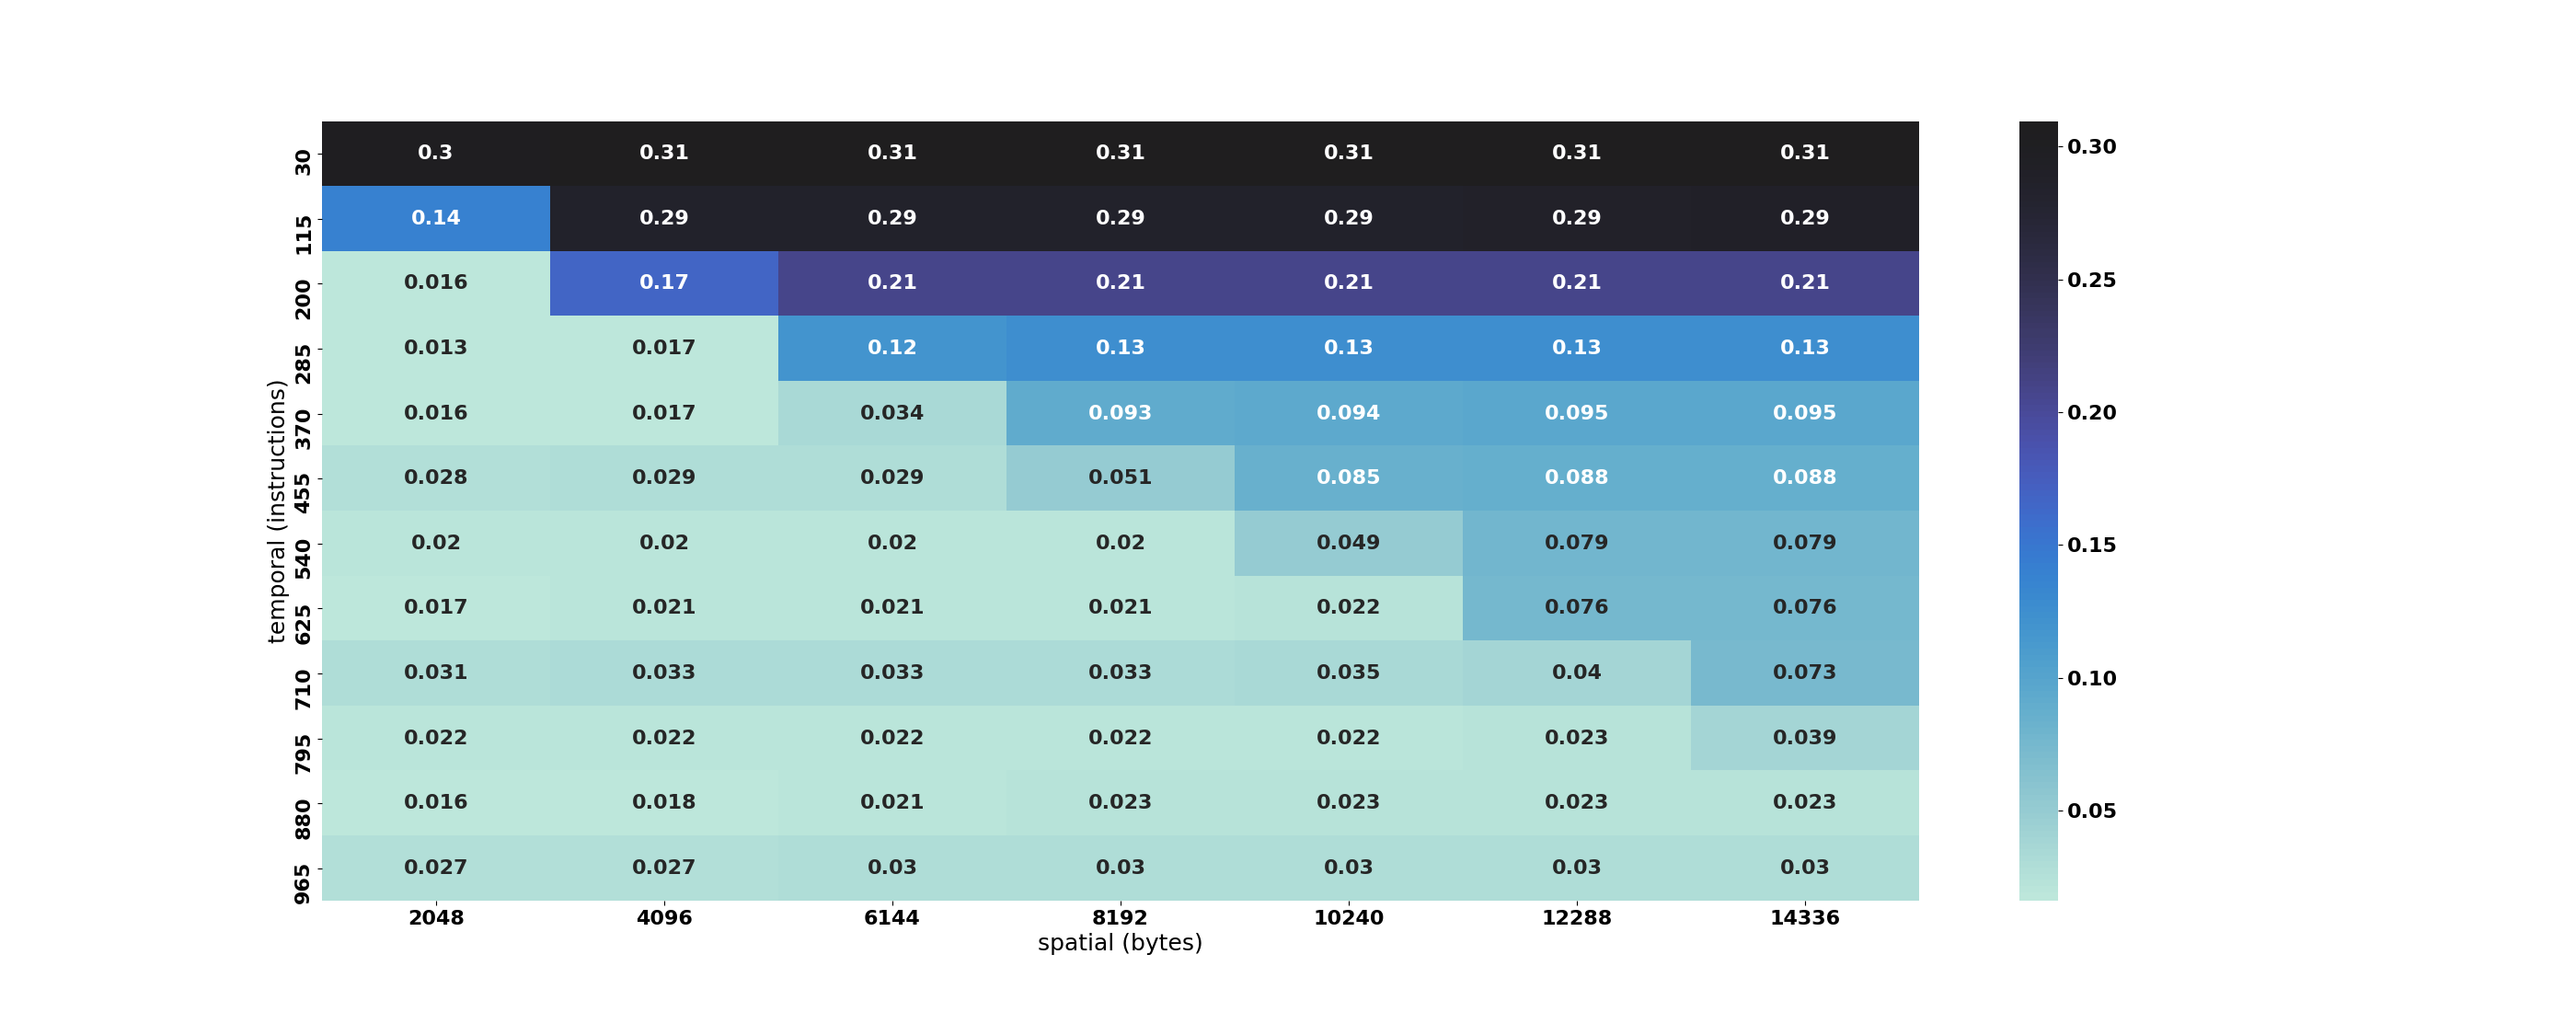 30 0.3 0.31 0.31 0.31 0.31 0.31 0.31
115 0.14 0.29 0.29 0.29 0.29 0.29 0.29
200 0.016 0.17 0.21 0.21 0.21 0.21 0.21
285 0.013 0.017 0.12 0.13 0.13 0.13 0.13
370 0.016 0.017 0.034 0.093 0.094 0.095 0.095
455 0.028 0.029 0.029 0.051 0.085 0.088 0.088
540 0.02 0.02 0.02 0.02 0.049 0.079 0.079
625 0.017 0.021 0.021 0.021 0.022 0.076 0.076
710 0.031 0.033 0.033 0.033 0.035 0.04 0.073
795 0.022 0.022 0.022 0.022 0.022 0.023 0.039
880 0.016 0.018 0.021 0.023 0.023 0.023 0.023
965 0.027 0.027 0.03 0.03 0.03 0.03 0.03
2048 4096 6144 8192 10240 12288 14336
spatial (bytes)
temporal (instructions)
0.30
0.25
0.20
0.15
0.10
0.05